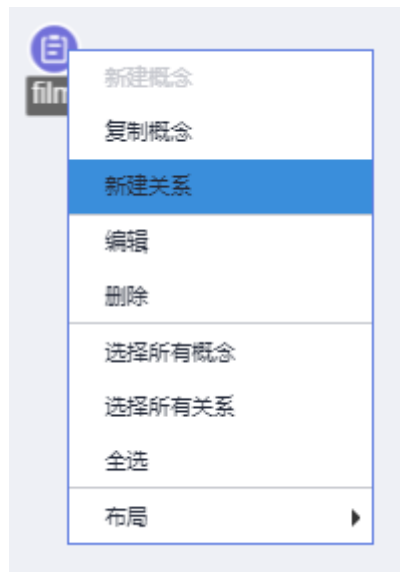 film
新建概念
复制概念
新建关系
编辑
删除
选择所有概念
选择所有关系
全选
布局